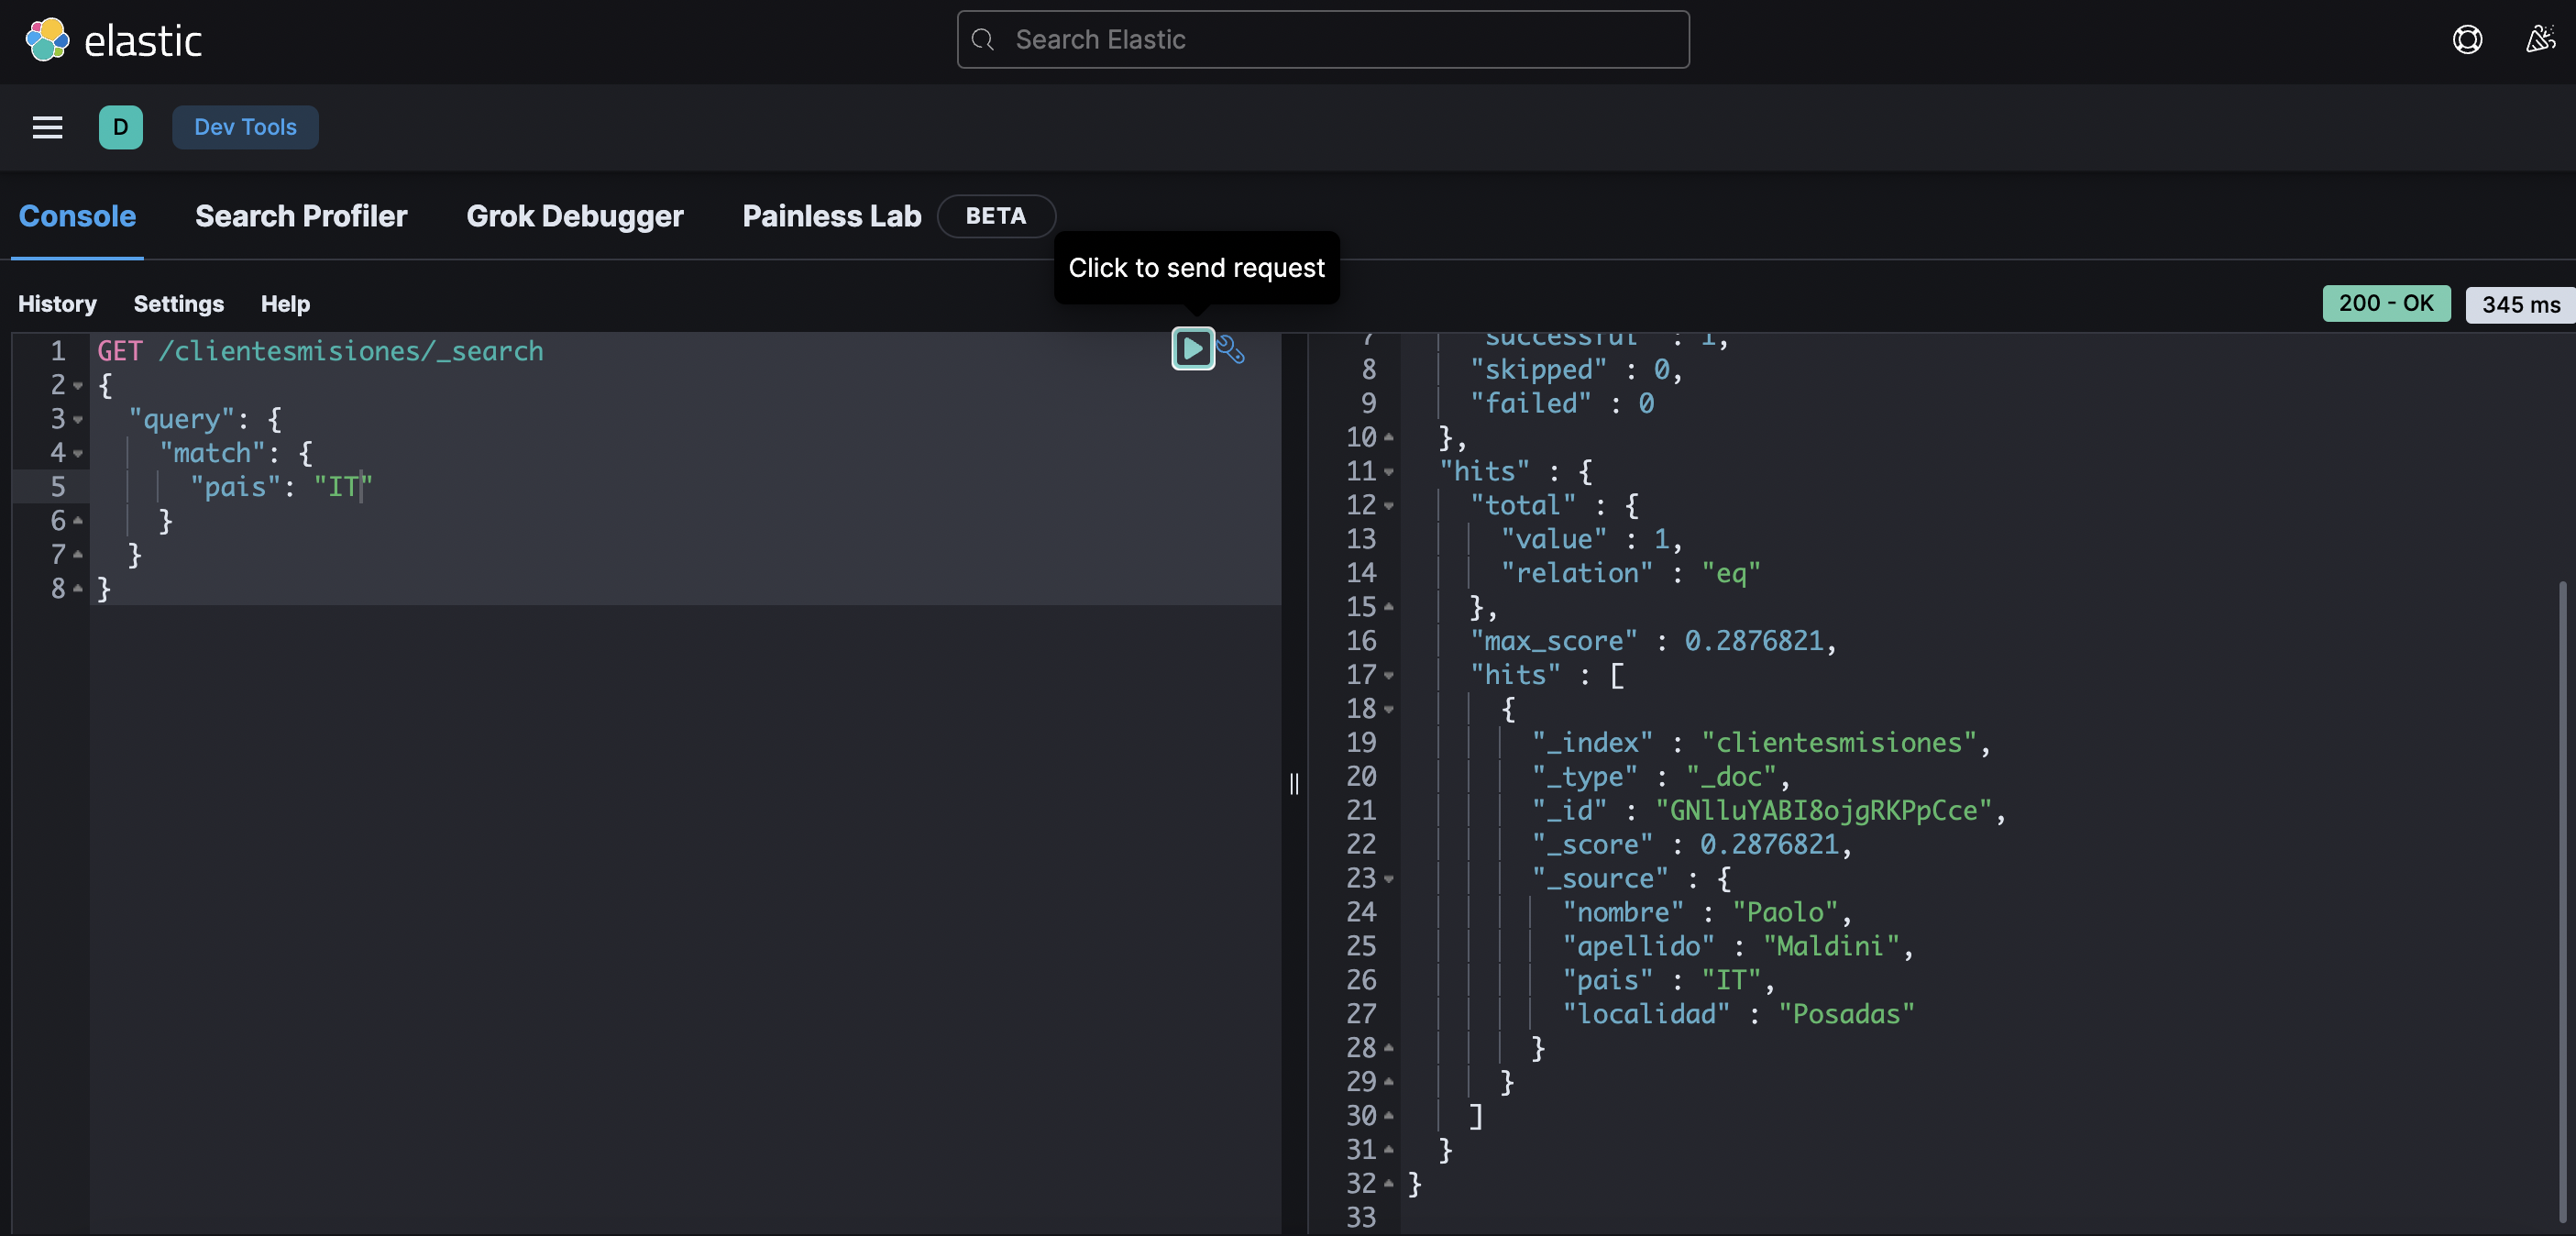 elastic
Search Elastic
D
Dev Tools
Console
Search Profiler
Grok Debugger
Painless Lab
BETA
Click to send request
History
Settings
Help
200 - OK
345 ms
1 GET /clientesmisiones/_search
2 {
3 "query": {
4 "match": {
5 "pais": "IT"
6 }
7 }
8 }
7 "successful" : 1,
8 "skipped" : 0,
9 "failed" : 0
10 },
11 "hits" : {
12 "total" : {
13 "value" : 1,
14 "relation" : "eq"
15 },
16 "max_score" : 0.2876821,
17 "hits" : [
18 {
19 "_index" : "clientesmisiones",
20 "_type" : "_doc",
21 "_id" : "GNlluYABI8ojgRKPpCce",
22 "_score" : 0.2876821,
23 "_source" : {
24 "nombre" : "Paolo",
25 "apellido" : "Maldini",
26 "pais" : "IT",
27 "localidad" : "Posadas"
28 }
29 }
30 ]
31 }
32 }
33